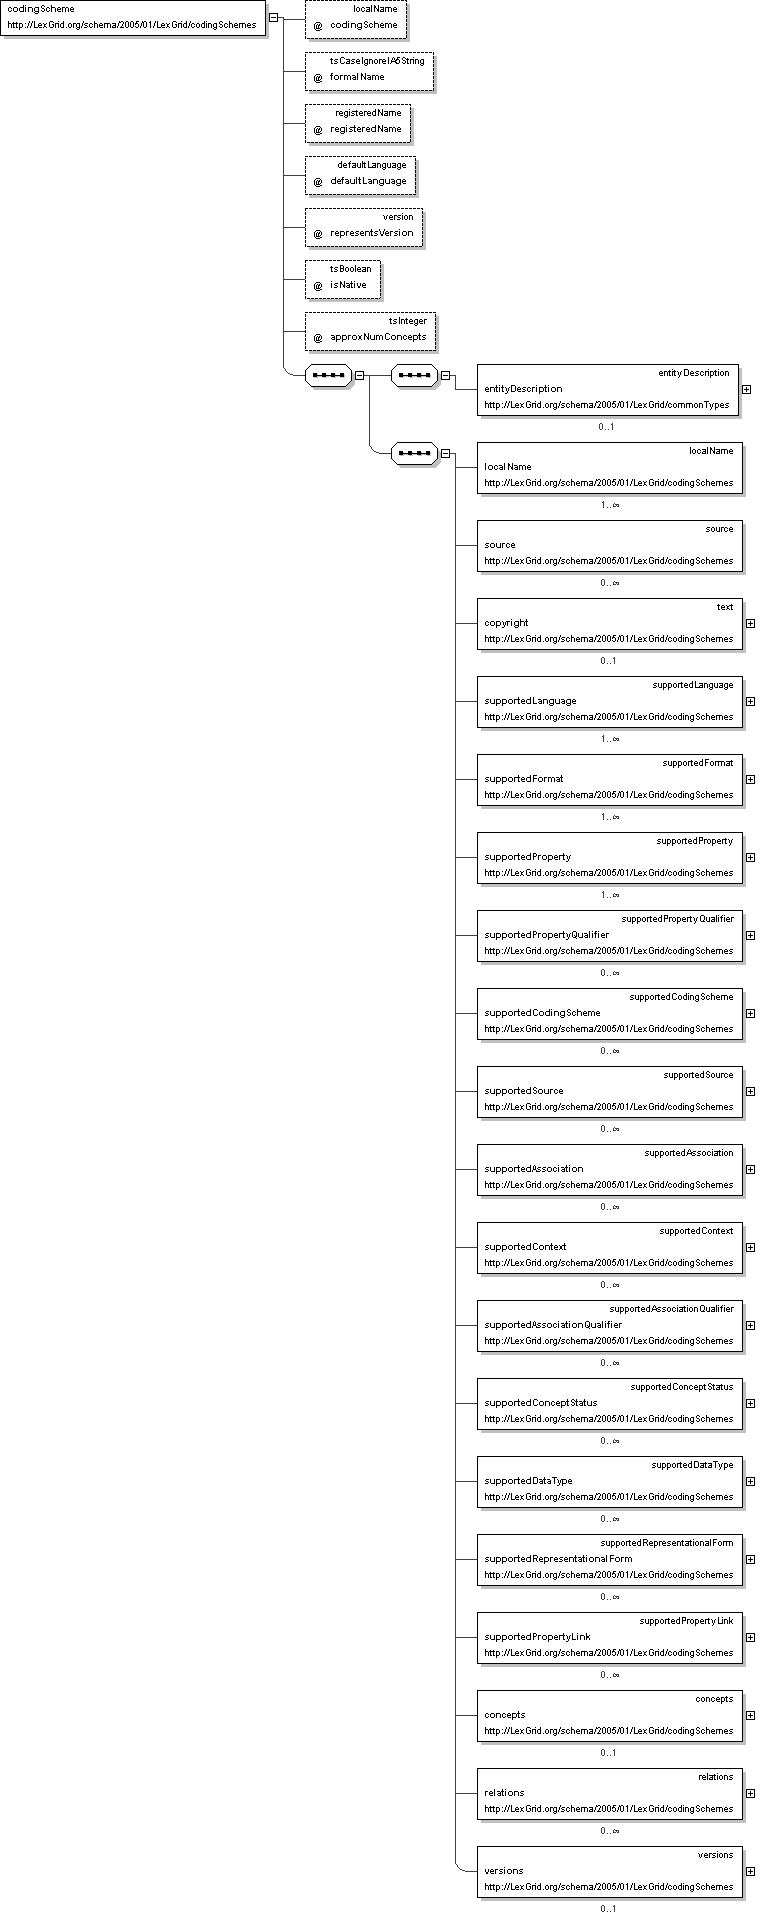 codingScheme
http://LexGrid.org/schema/2005/01/LexGrid/codingSchemes
localName
@ codingScheme
tsCaseIgnoreIA5String
@ formalName
registeredName
@ registeredName
defaultLanguage
@ defaultLanguage
version
@ representsVersion
tsBoolean
@ isNative
tsInteger
@ approxNumConcepts
entityDescription
entityDescription
http://LexGrid.org/schema/2005/01/LexGrid/commonTypes
0..1
localName
localName
http://LexGrid.org/schema/2005/01/LexGrid/codingSchemes
1..∞
source
source
http://LexGrid.org/schema/2005/01/LexGrid/codingSchemes
0..∞
text
copyright
http://LexGrid.org/schema/2005/01/LexGrid/codingSchemes
0..1
supportedLanguage
supportedLanguage
http://LexGrid.org/schema/2005/01/LexGrid/codingSchemes
1..∞
supportedFormat
supportedFormat
http://LexGrid.org/schema/2005/01/LexGrid/codingSchemes
1..∞
supportedProperty
supportedProperty
http://LexGrid.org/schema/2005/01/LexGrid/codingSchemes
1..∞
supportedPropertyQualifier
supportedPropertyQualifier
http://LexGrid.org/schema/2005/01/LexGrid/codingSchemes
0..∞
supportedCodingScheme
supportedCodingScheme
http://LexGrid.org/schema/2005/01/LexGrid/codingSchemes
0..∞
supportedSource
supportedSource
http://LexGrid.org/schema/2005/01/LexGrid/codingSchemes
0..∞
supportedAssociation
supportedAssociation
http://LexGrid.org/schema/2005/01/LexGrid/codingSchemes
0..∞
supportedContext
supportedContext
http://LexGrid.org/schema/2005/01/LexGrid/codingSchemes
0..∞
supportedAssociationQualifier
supportedAssociationQualifier
http://LexGrid.org/schema/2005/01/LexGrid/codingSchemes
0..∞
supportedConceptStatus
supportedConceptStatus
http://LexGrid.org/schema/2005/01/LexGrid/codingSchemes
0..∞
supportedDataType
supportedDataType
http://LexGrid.org/schema/2005/01/LexGrid/codingSchemes
0..∞
supportedRepresentationalForm
supportedRepresentationalForm
http://LexGrid.org/schema/2005/01/LexGrid/codingSchemes
0..∞
supportedPropertyLink
supportedPropertyLink
http://LexGrid.org/schema/2005/01/LexGrid/codingSchemes
0..∞
concepts
concepts
http://LexGrid.org/schema/2005/01/LexGrid/codingSchemes
0..1
relations
relations
http://LexGrid.org/schema/2005/01/LexGrid/codingSchemes
0..∞
versions
versions
http://LexGrid.org/schema/2005/01/LexGrid/codingSchemes
0..1